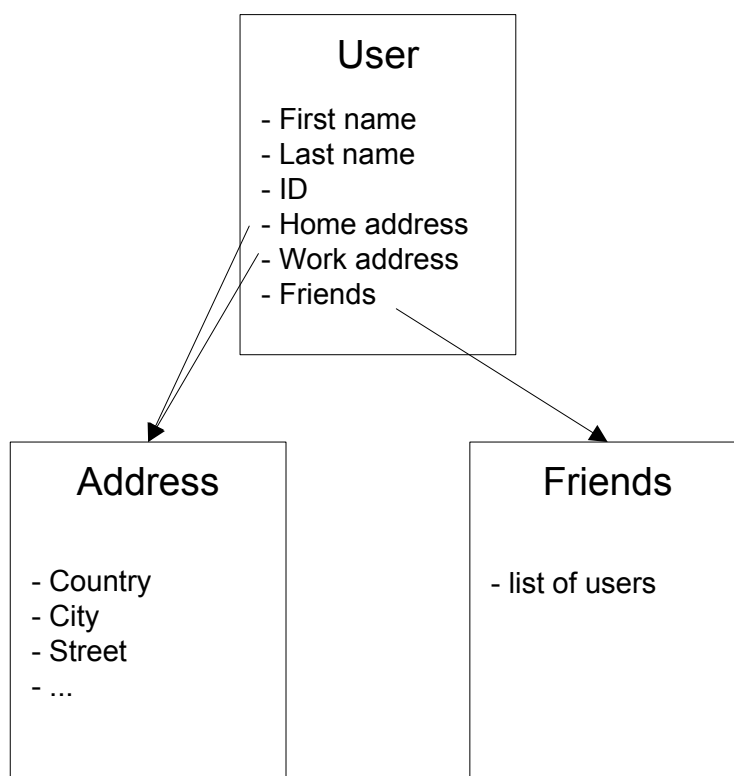 User
- First name
- Last name
- ID
- Home address
- Work address
- Friends
Address
- Country
- City
- Street
- ...
Friends
- list of users